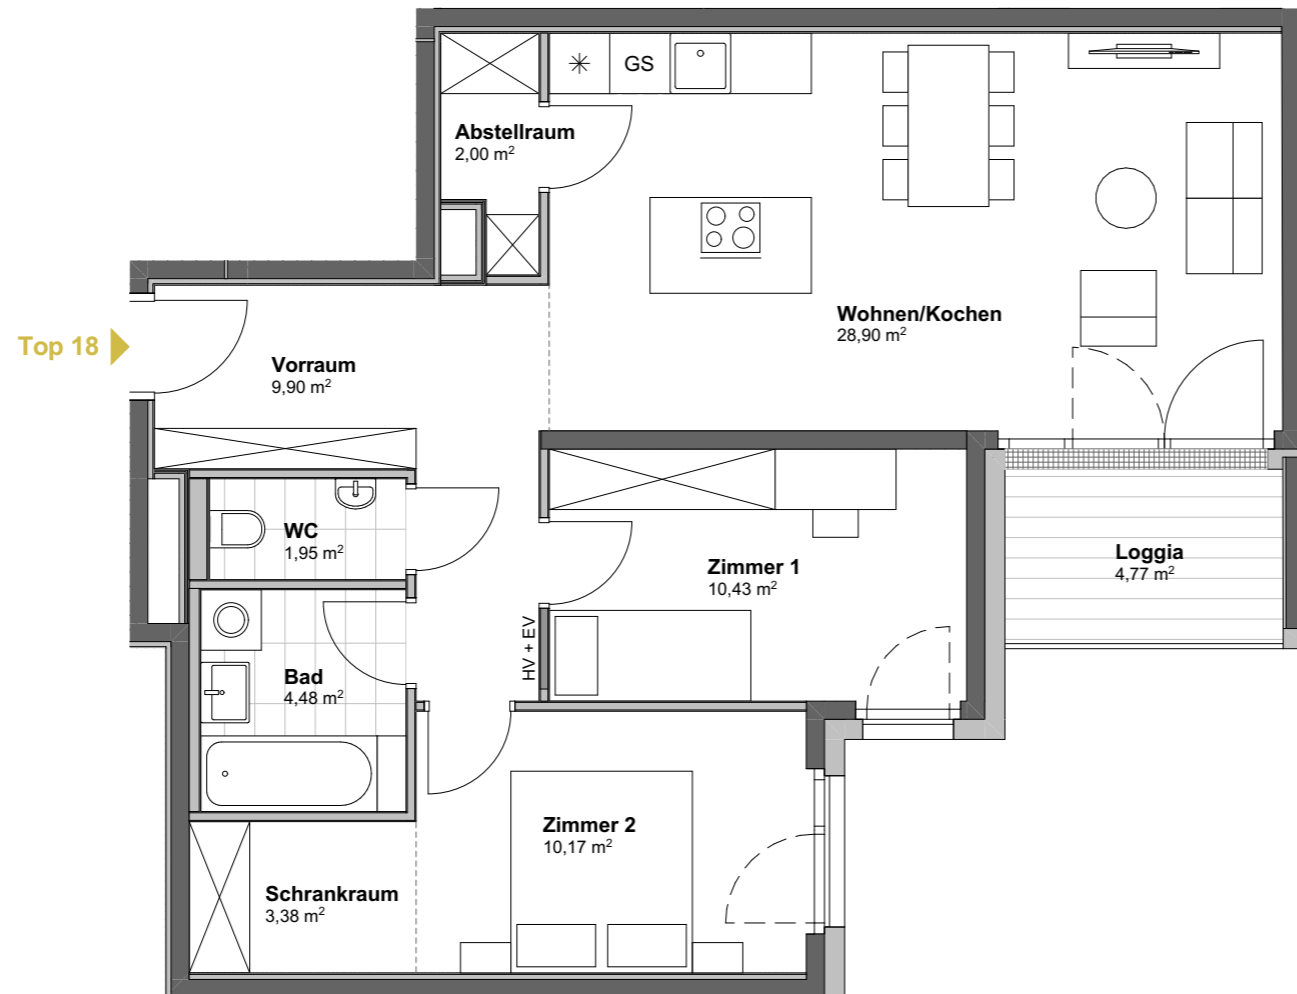 GS
Abstellraum
2,00 m²
Wohnen/Kochen
28,90 m²
Top 18
Vorraum
9,90 m²
WC
1,95 m²
Zimmer 1
10,43 m²
Loggia
4,77 m²
HV + EV
Bad
4,48 m²
Zimmer 2
10,17 m²
Schrankraum
3,38 m²